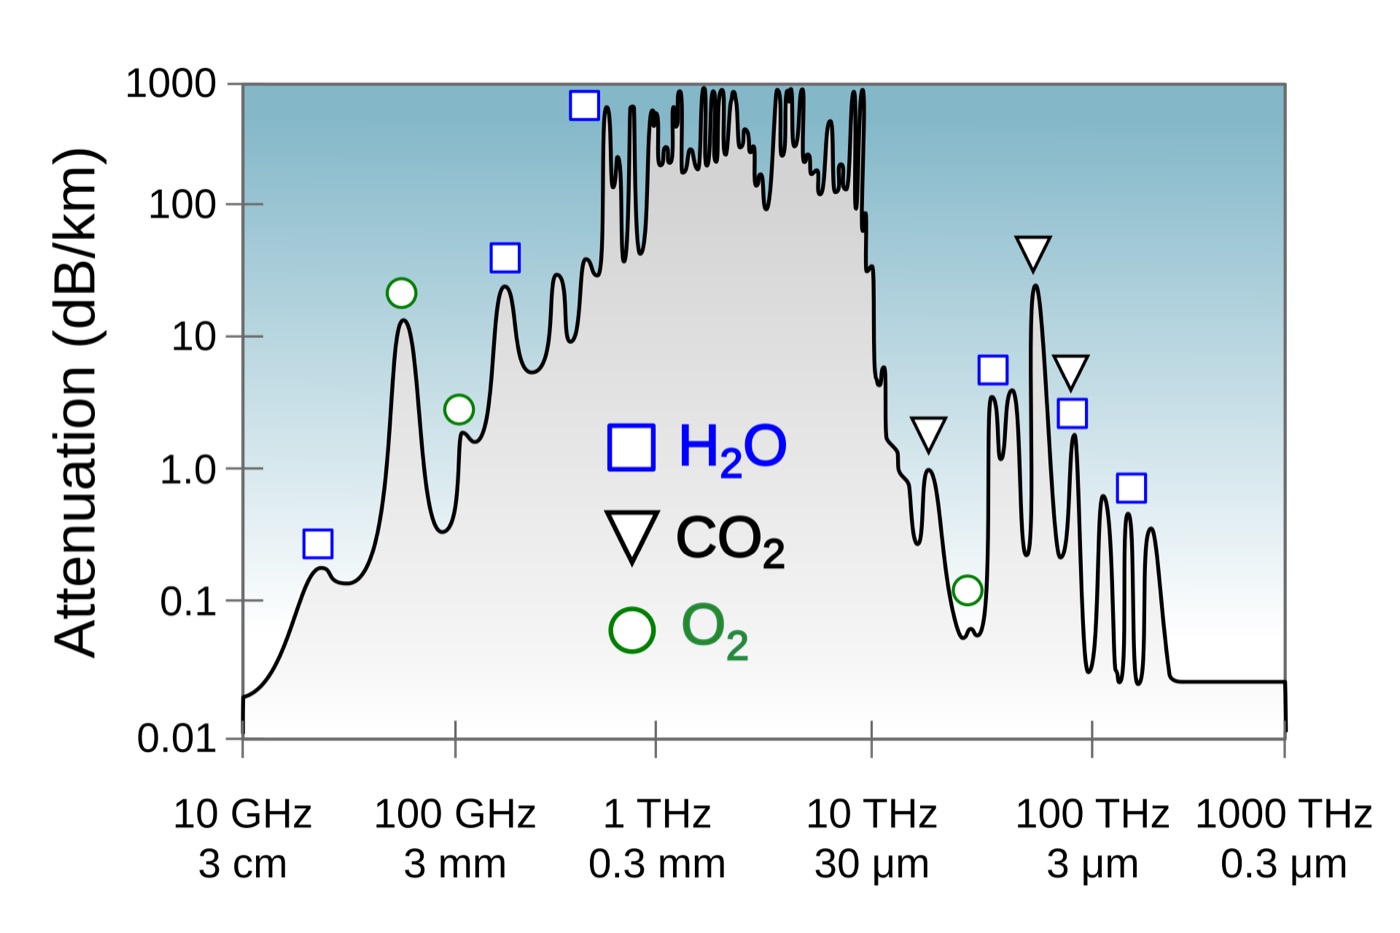 Attenuation (dB/km)
1000
100
10
1.0
0.1
0.01
H₂O
CO₂
O₂
10 GHz 100 GHz 1 THz 10 THz 100 THz 1000 THz
3 cm 3 mm 0.3 mm 30 µm 3 µm 0.3 µm